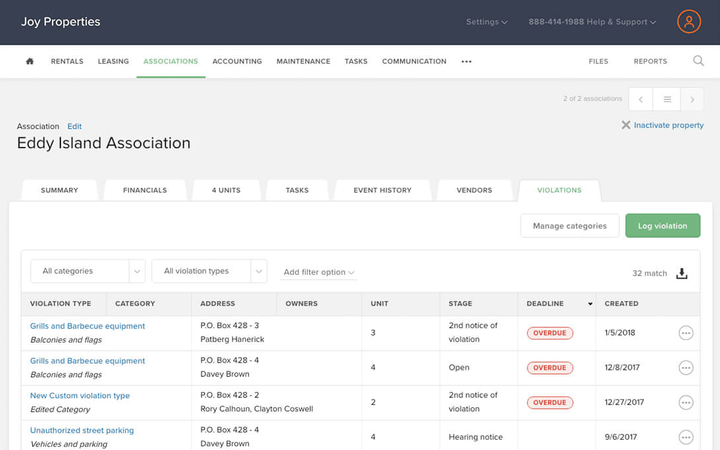 Joy Properties
Settings
888-414-1988 Help & Support
RENTALS LEASING ASSOCIATIONS ACCOUNTING MAINTENANCE TASKS COMMUNICATION ••• FILES REPORTS
2 of 2 associations
Association Edit
Inactivate property
Eddy Island Association
SUMMARY FINANCIALS 4 UNITS TASKS EVENT HISTORY VENDORS VIOLATIONS
Manage categories Log violation
All categories All violation types Add filter option 32 match
VIOLATION TYPE CATEGORY ADDRESS OWNERS UNIT STAGE DEADLINE CREATED
Grills and Barbecue equipment
Balconies and flags
P.O. Box 428 - 3
Patberg Hanerick
3
2nd notice of
violation
OVERDUE
1/5/2018
Grills and Barbecue equipment
Balconies and flags
P.O. Box 428 - 4
Davey Brown
4
Open
OVERDUE
12/8/2017
New Custom violation type
Edited Category
P.O. Box 428 - 2
Rory Calhoun, Clayton Coswell
2
2nd notice of
violation
OVERDUE
12/27/2017
Unauthorized street parking
Vehicles and parking
P.O. Box 428 - 4
Davey Brown
4
Hearing notice
9/6/2017